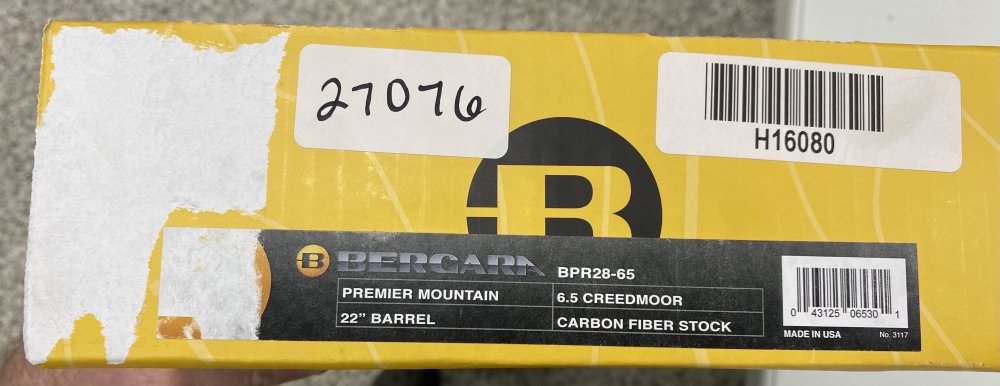 27076
H16080
B
B BERGARA BPR28-65
PREMIER MOUNTAIN 6.5 CREEDMOOR
22" BARREL CARBON FIBER STOCK
0 43125 06530 1
MADE IN USA No. 3117